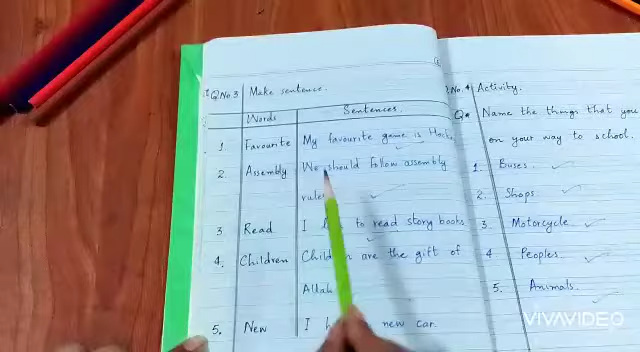 Q.No 3 Make sentence.
Words Sentences.
1 Favourite My favourite game is
2. Assembly We should follow assembly
3 Read I to read story books
4. Children are the gift of
Allah
5. New I new car.
No. 4 Activity.
Q* Name the things that you
on your way to school.
1. Buses
2. Shops
3. Motorcycle
4 Peoples
5. Animals
VIVAVIDEO